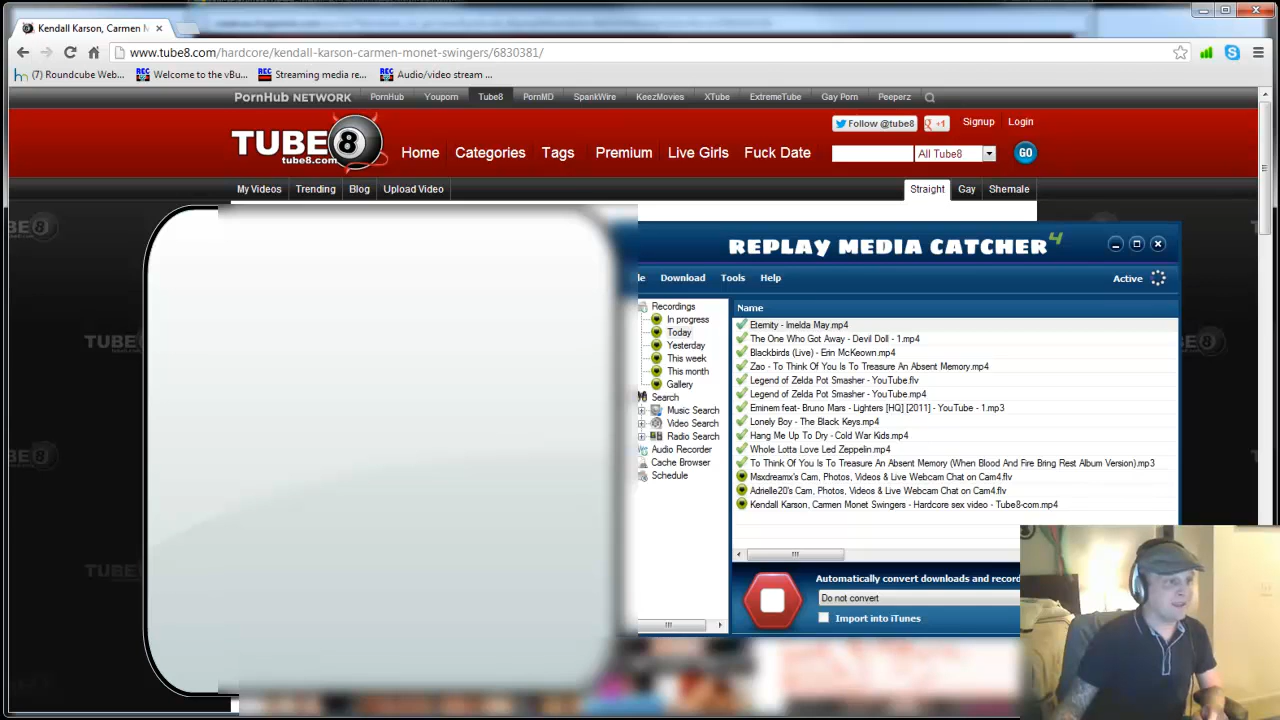 Kendall Karson, Carmen M
www.tube8.com/hardcore/kendall-karson-carmen-monet-swingers/6830381/
(7) Roundcube Web... Welcome to the vBu... Streaming media re... Audio/video stream ...
PornHub NETWORK PornHub Youporn Tube8 PornMD SpankWire KeezMovies XTube ExtremeTube Gay Porn Peeperz
TUBE8
tube8.com
Follow @tube8 +1 Signup Login
Home Categories Tags Premium Live Girls Fuck Date All Tube8 GO
My Videos Trending Blog Upload Video Straight Gay Shemale
REPLAY MEDIA CATCHER 4
Download Tools Help Active
Recordings
In progress
Today
Yesterday
This week
This month
Gallery
Search
Music Search
Video Search
Radio Search
Audio Recorder
Cache Browser
Schedule
Name
Eternity - Imelda May.mp4
The One Who Got Away - Devil Doll - 1.mp4
Blackbirds (Live) - Erin McKeown.mp4
Zao - To Think Of You Is To Treasure An Absent Memory.mp4
Legend of Zelda Pot Smasher - YouTube.flv
Legend of Zelda Pot Smasher - YouTube.mp4
Eminem feat- Bruno Mars - Lighters [HQ] [2011] - YouTube - 1.mp3
Lonely Boy - The Black Keys.mp4
Hang Me Up To Dry - Cold War Kids.mp4
Whole Lotta Love Led Zeppelin.mp4
To Think Of You Is To Treasure An Absent Memory (When Blood And Fire Bring Rest Album Version).mp3
Msxdreamx's Cam, Photos, Videos & Live Webcam Chat on Cam4.flv
Adrielle20's Cam, Photos, Videos & Live Webcam Chat on Cam4.flv
Kendall Karson, Carmen Monet Swingers - Hardcore sex video - Tube8-com.mp4
Automatically convert downloads and record
Do not convert
Import into iTunes